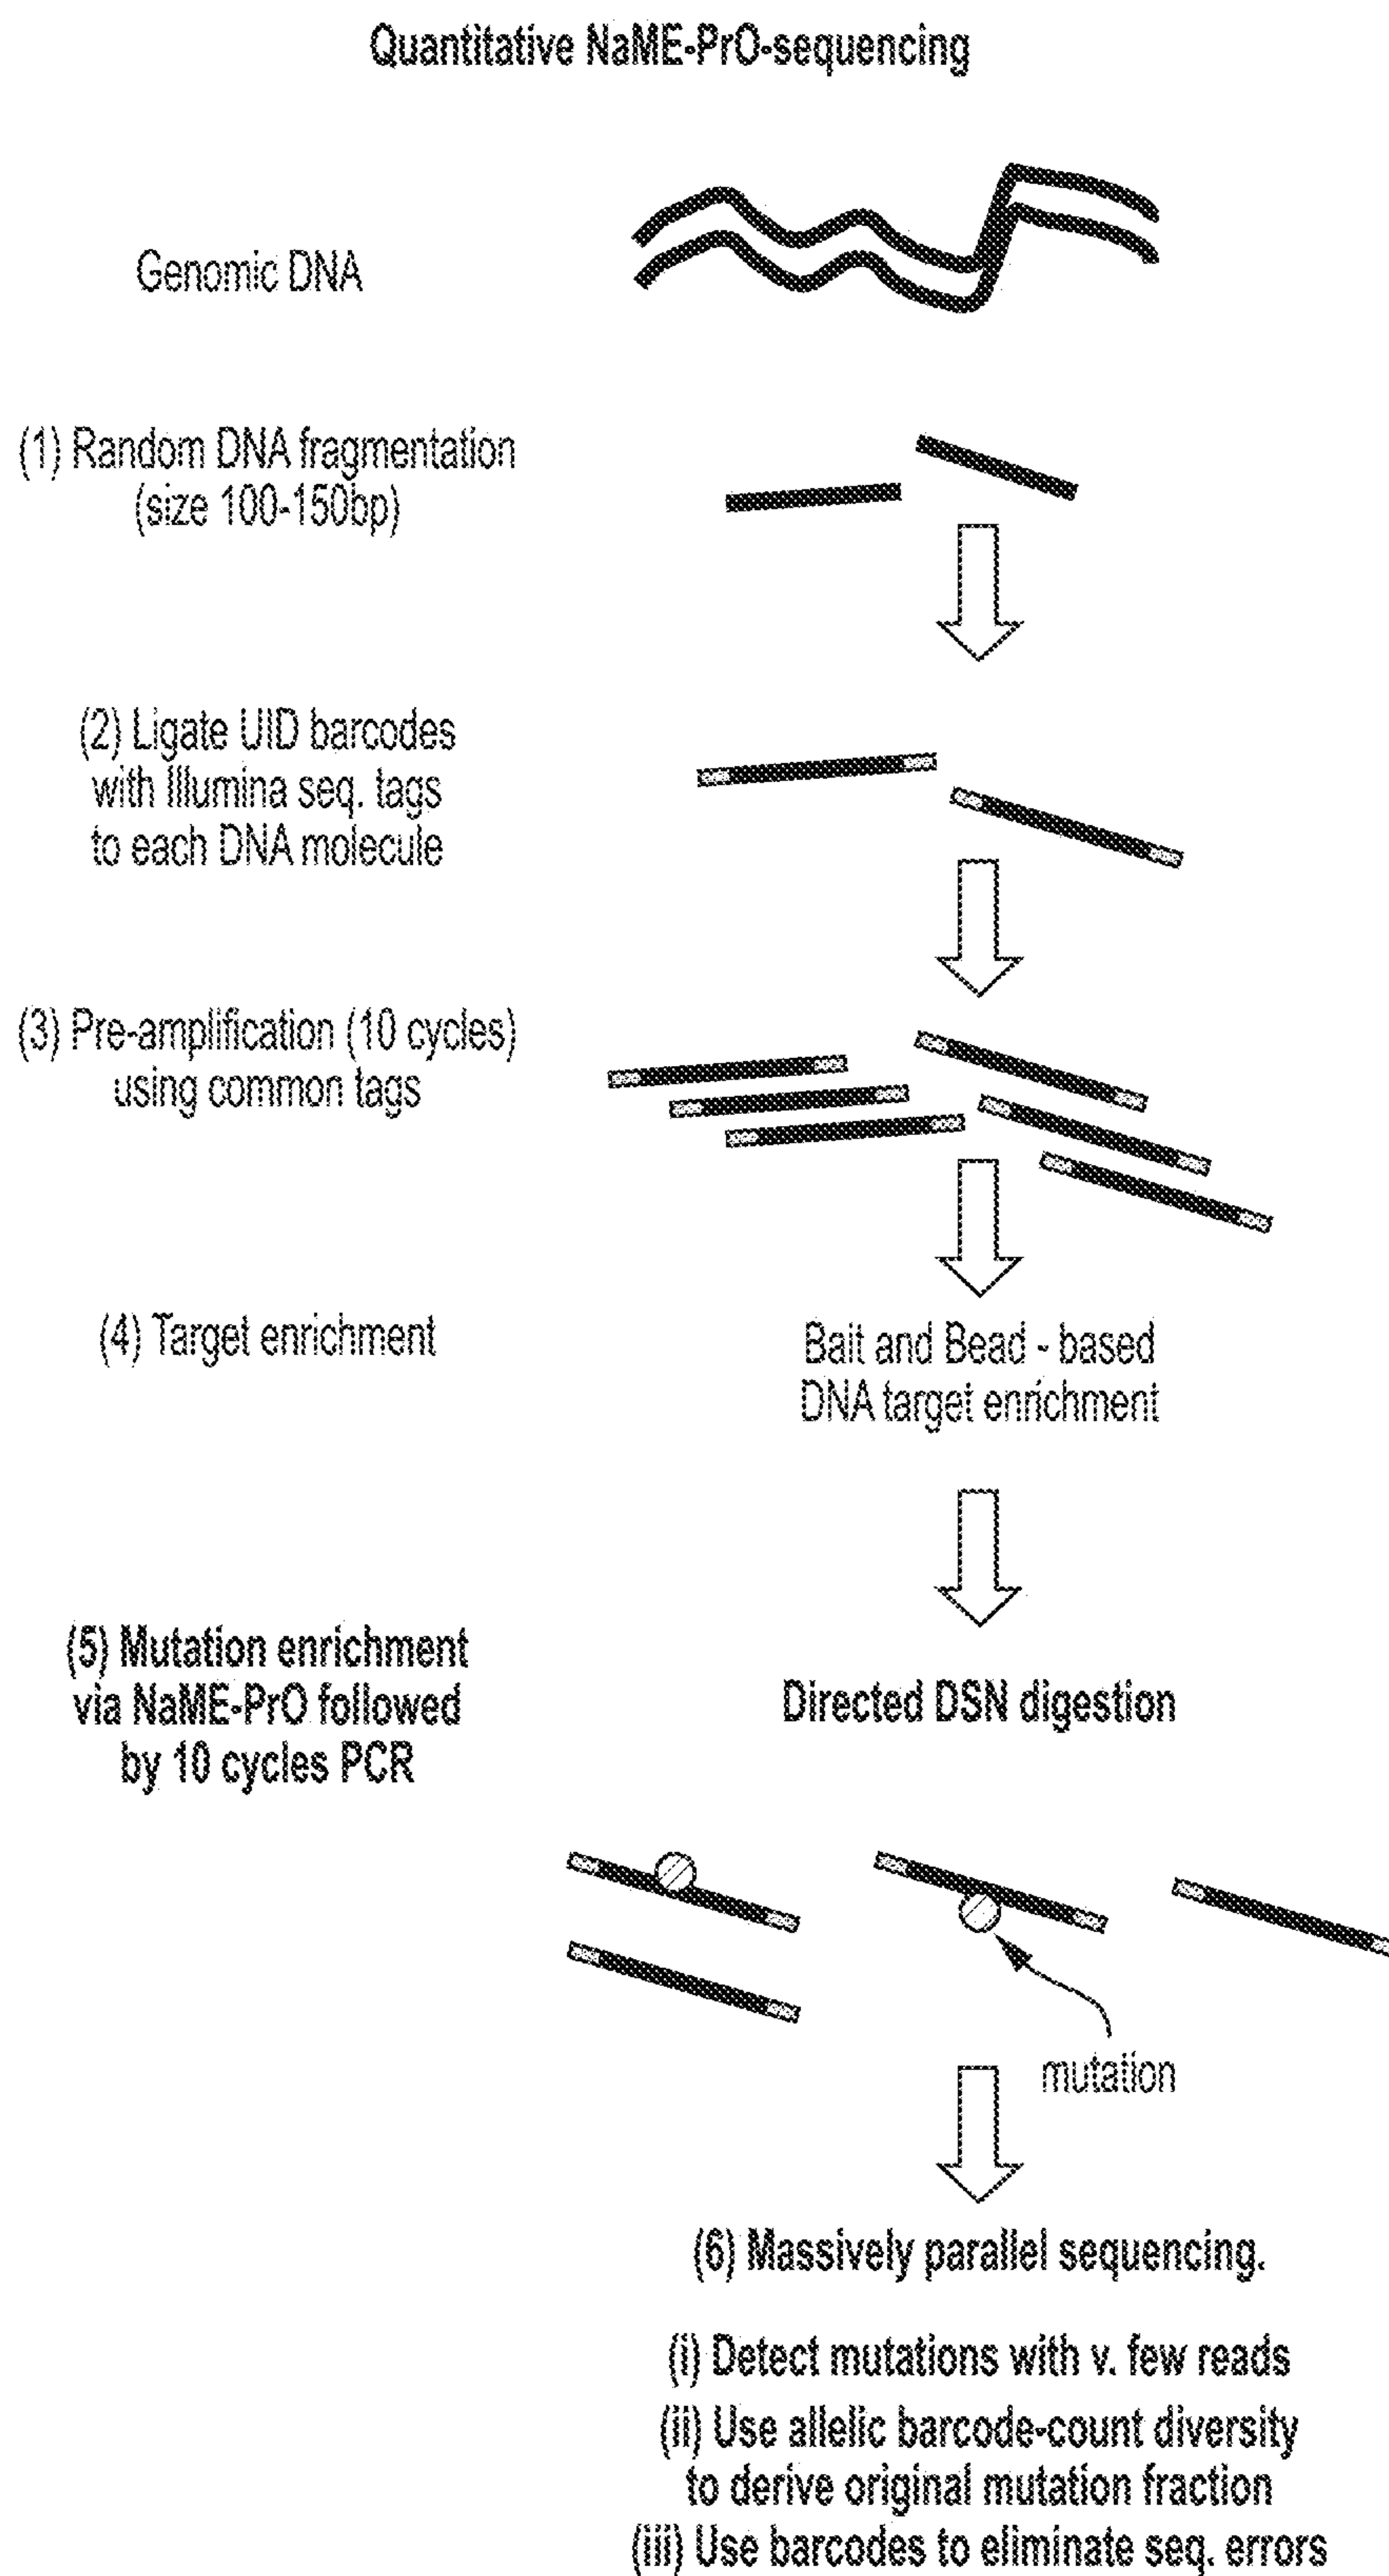 Quantitative NaME-PrO-sequencing
Genomic DNA
(1) Random DNA fragmentation
(size 100-150bp)
(2) Ligate UID barcodes
with Illumina seq. tags
to each DNA molecule
(3) Pre-amplification (10 cycles)
using common tags
(4) Target enrichment
Bait and Bead - based
DNA target enrichment
(5) Mutation enrichment
via NaME-PrO followed
by 10 cycles PCR
Directed DSN digestion
mutation
(6) Massively parallel sequencing.
(i) Detect mutations with v. few reads
(ii) Use allelic barcode-count diversity
to derive original mutation fraction
(iii) Use barcodes to eliminate seq. errors